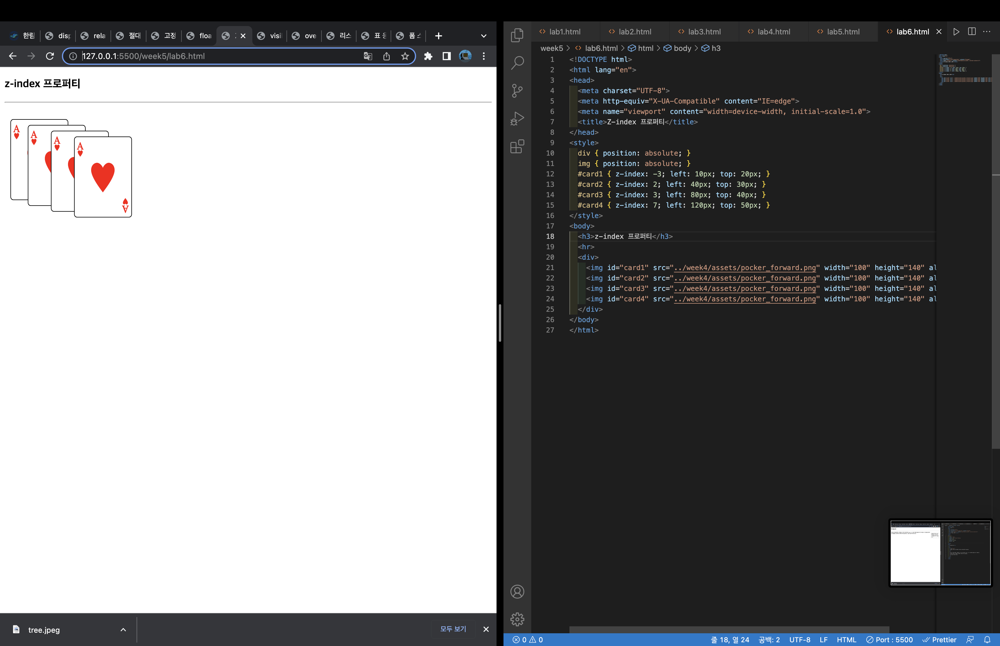 한림
disp
rela
절대
고정
floa
visi
ove
리스
표 응
폼 스
127.0.0.1:5500/week5/lab6.html
z-index 프로퍼티
A
A
A
A
A
tree.jpeg
모두 보기
lab1.html
lab2.html
lab3.html
lab4.html
lab5.html
lab6.html
week5 > lab6.html > html > body > h3
1 <!DOCTYPE html>
2 <html lang="en">
3 <head>
4 <meta charset="UTF-8">
5 <meta http-equiv="X-UA-Compatible" content="IE=edge">
6 <meta name="viewport" content="width=device-width, initial-scale=1.0">
7 <title>Z-index 프로퍼티</title>
8 </head>
9 <style>
10 div { position: absolute; }
11 img { position: absolute; }
12 #card1 { z-index: -3; left: 10px; top: 20px; }
13 #card2 { z-index: 2; left: 40px; top: 30px; }
14 #card3 { z-index: 3; left: 80px; top: 40px; }
15 #card4 { z-index: 7; left: 120px; top: 50px; }
16 </style>
17 <body>
18 <h3>z-index 프로퍼티</h3>
19 <hr>
20 <div>
21 <img id="card1" src="../week4/assets/pocker_forward.png" width="100" height="140" al
22 <img id="card2" src="../week4/assets/pocker_forward.png" width="100" height="140" al
23 <img id="card3" src="../week4/assets/pocker_forward.png" width="100" height="140" al
24 <img id="card4" src="../week4/assets/pocker_forward.png" width="100" height="140" al
25 </div>
26 </body>
27 </html>
0 0
줄 18, 열 24
공백: 2
UTF-8
LF
HTML
Port : 5500
Prettier